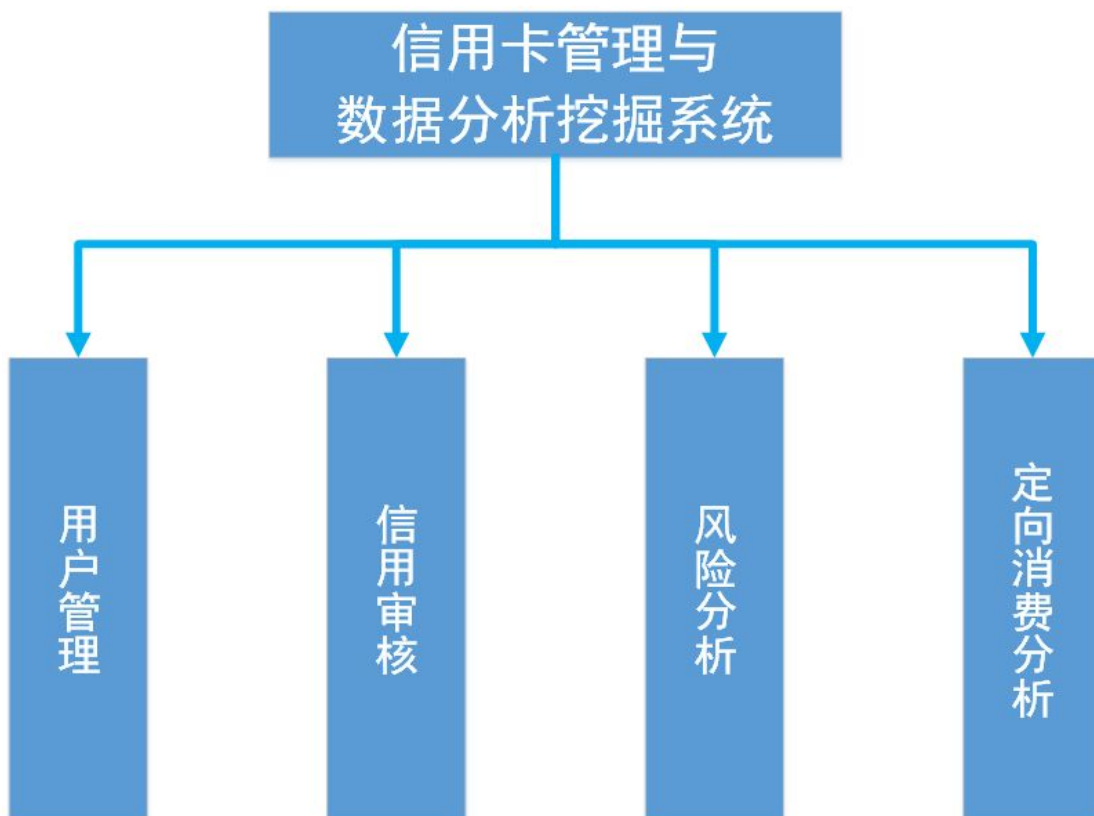 信用卡管理与
数据分析挖掘系统
用户管理
信用审核
风险分析
定向消费分析